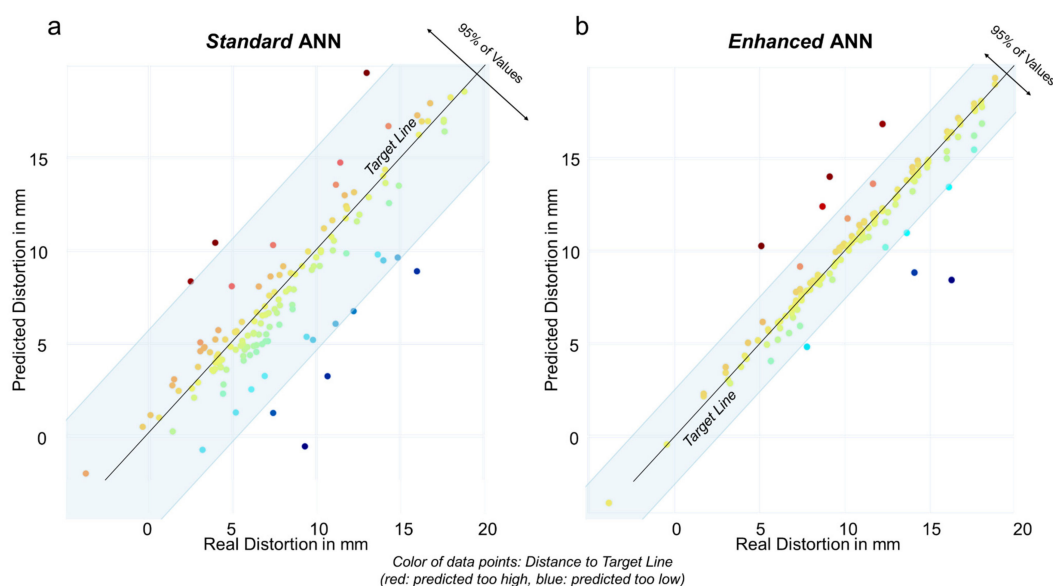 a
Standard ANN
95% of Values
Target Line
Predicted Distortion in mm
15
10
5
0
0 5 10 15 20
Real Distortion in mm
b
Enhanced ANN
95% of Values
Target Line
Predicted Distortion in mm
15
10
5
0
0 5 10 15 20
Real Distortion in mm
Color of data points: Distance to Target Line
(red: predicted too high, blue: predicted too low)